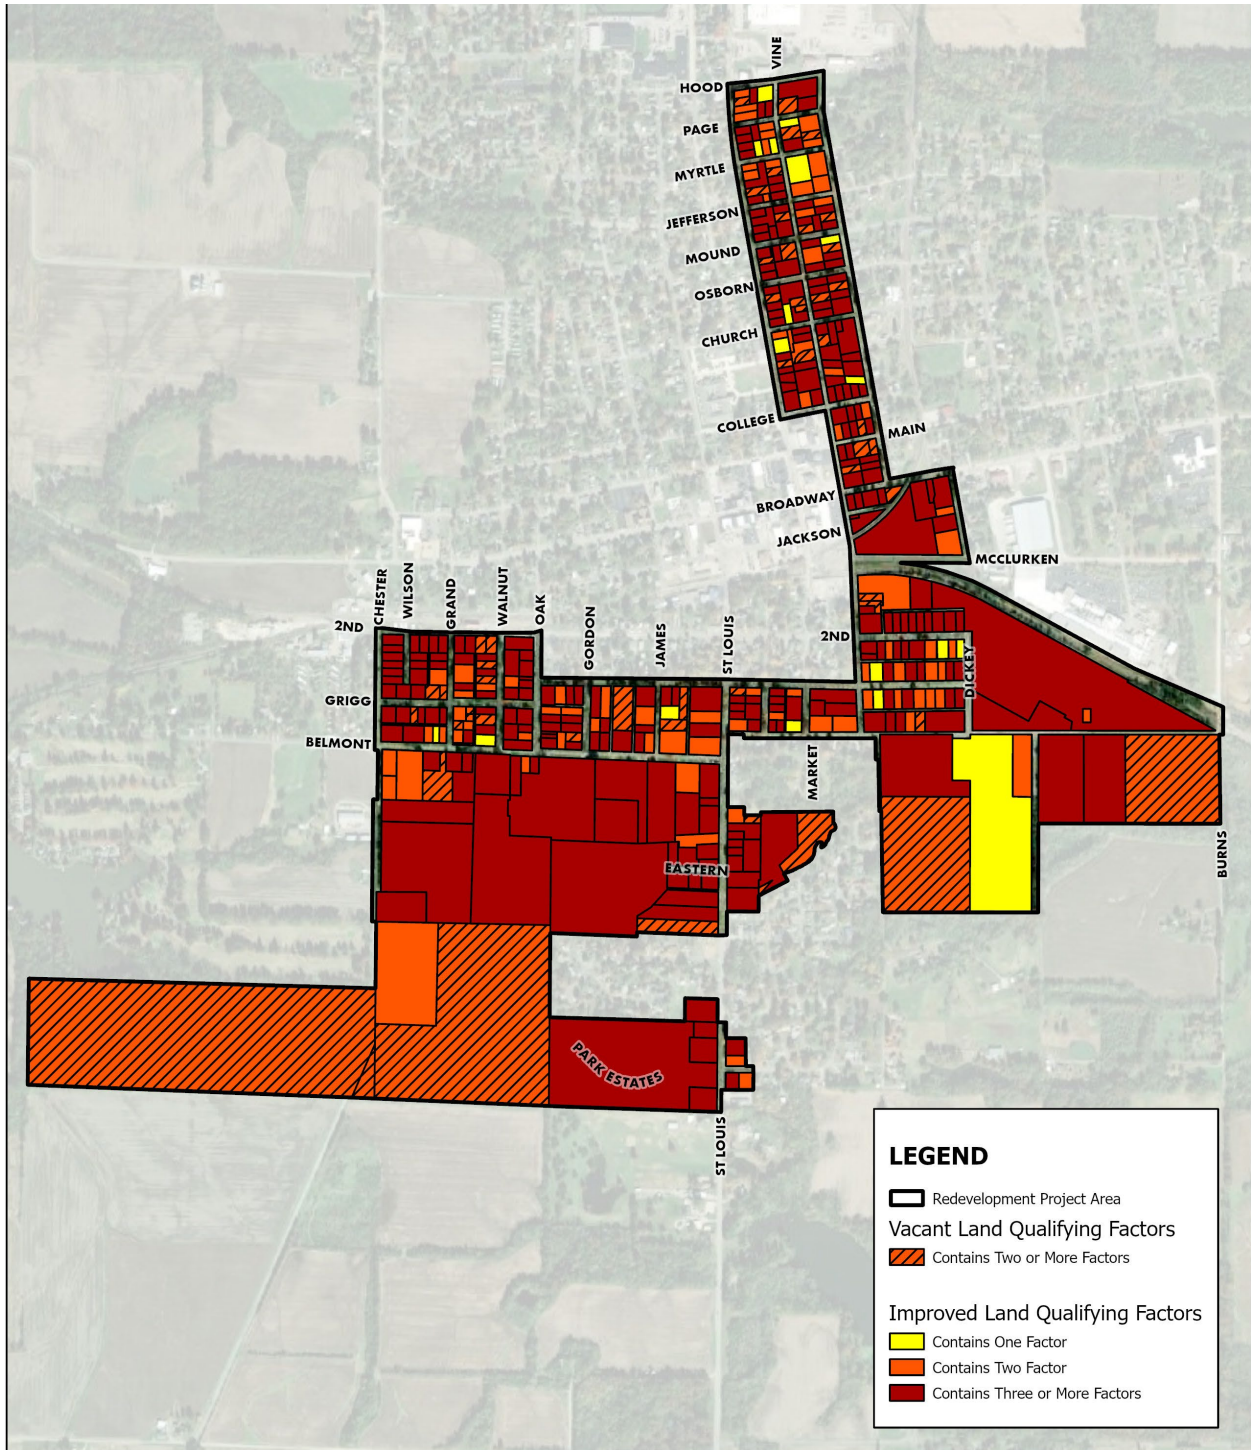 VINE
HOOD
PAGE
MYRTLE
JEFFERSON
MOUND
OSBORN
CHURCH
COLLEGE
MAIN
BROADWAY
JACKSON
MCCLURKEN
CHESTER
WILSON
GRAND
WALNUT
OAK
GORDON
JAMES
ST LOUIS
2ND
2ND
DICKEY
GRIGG
BELMONT
MARKET
BURNS
EASTERN
PARK ESTATES
ST LOUIS
LEGEND
Redevelopment Project Area
Vacant Land Qualifying Factors
Contains Two or More Factors
Improved Land Qualifying Factors
Contains One Factor
Contains Two Factor
Contains Three or More Factors